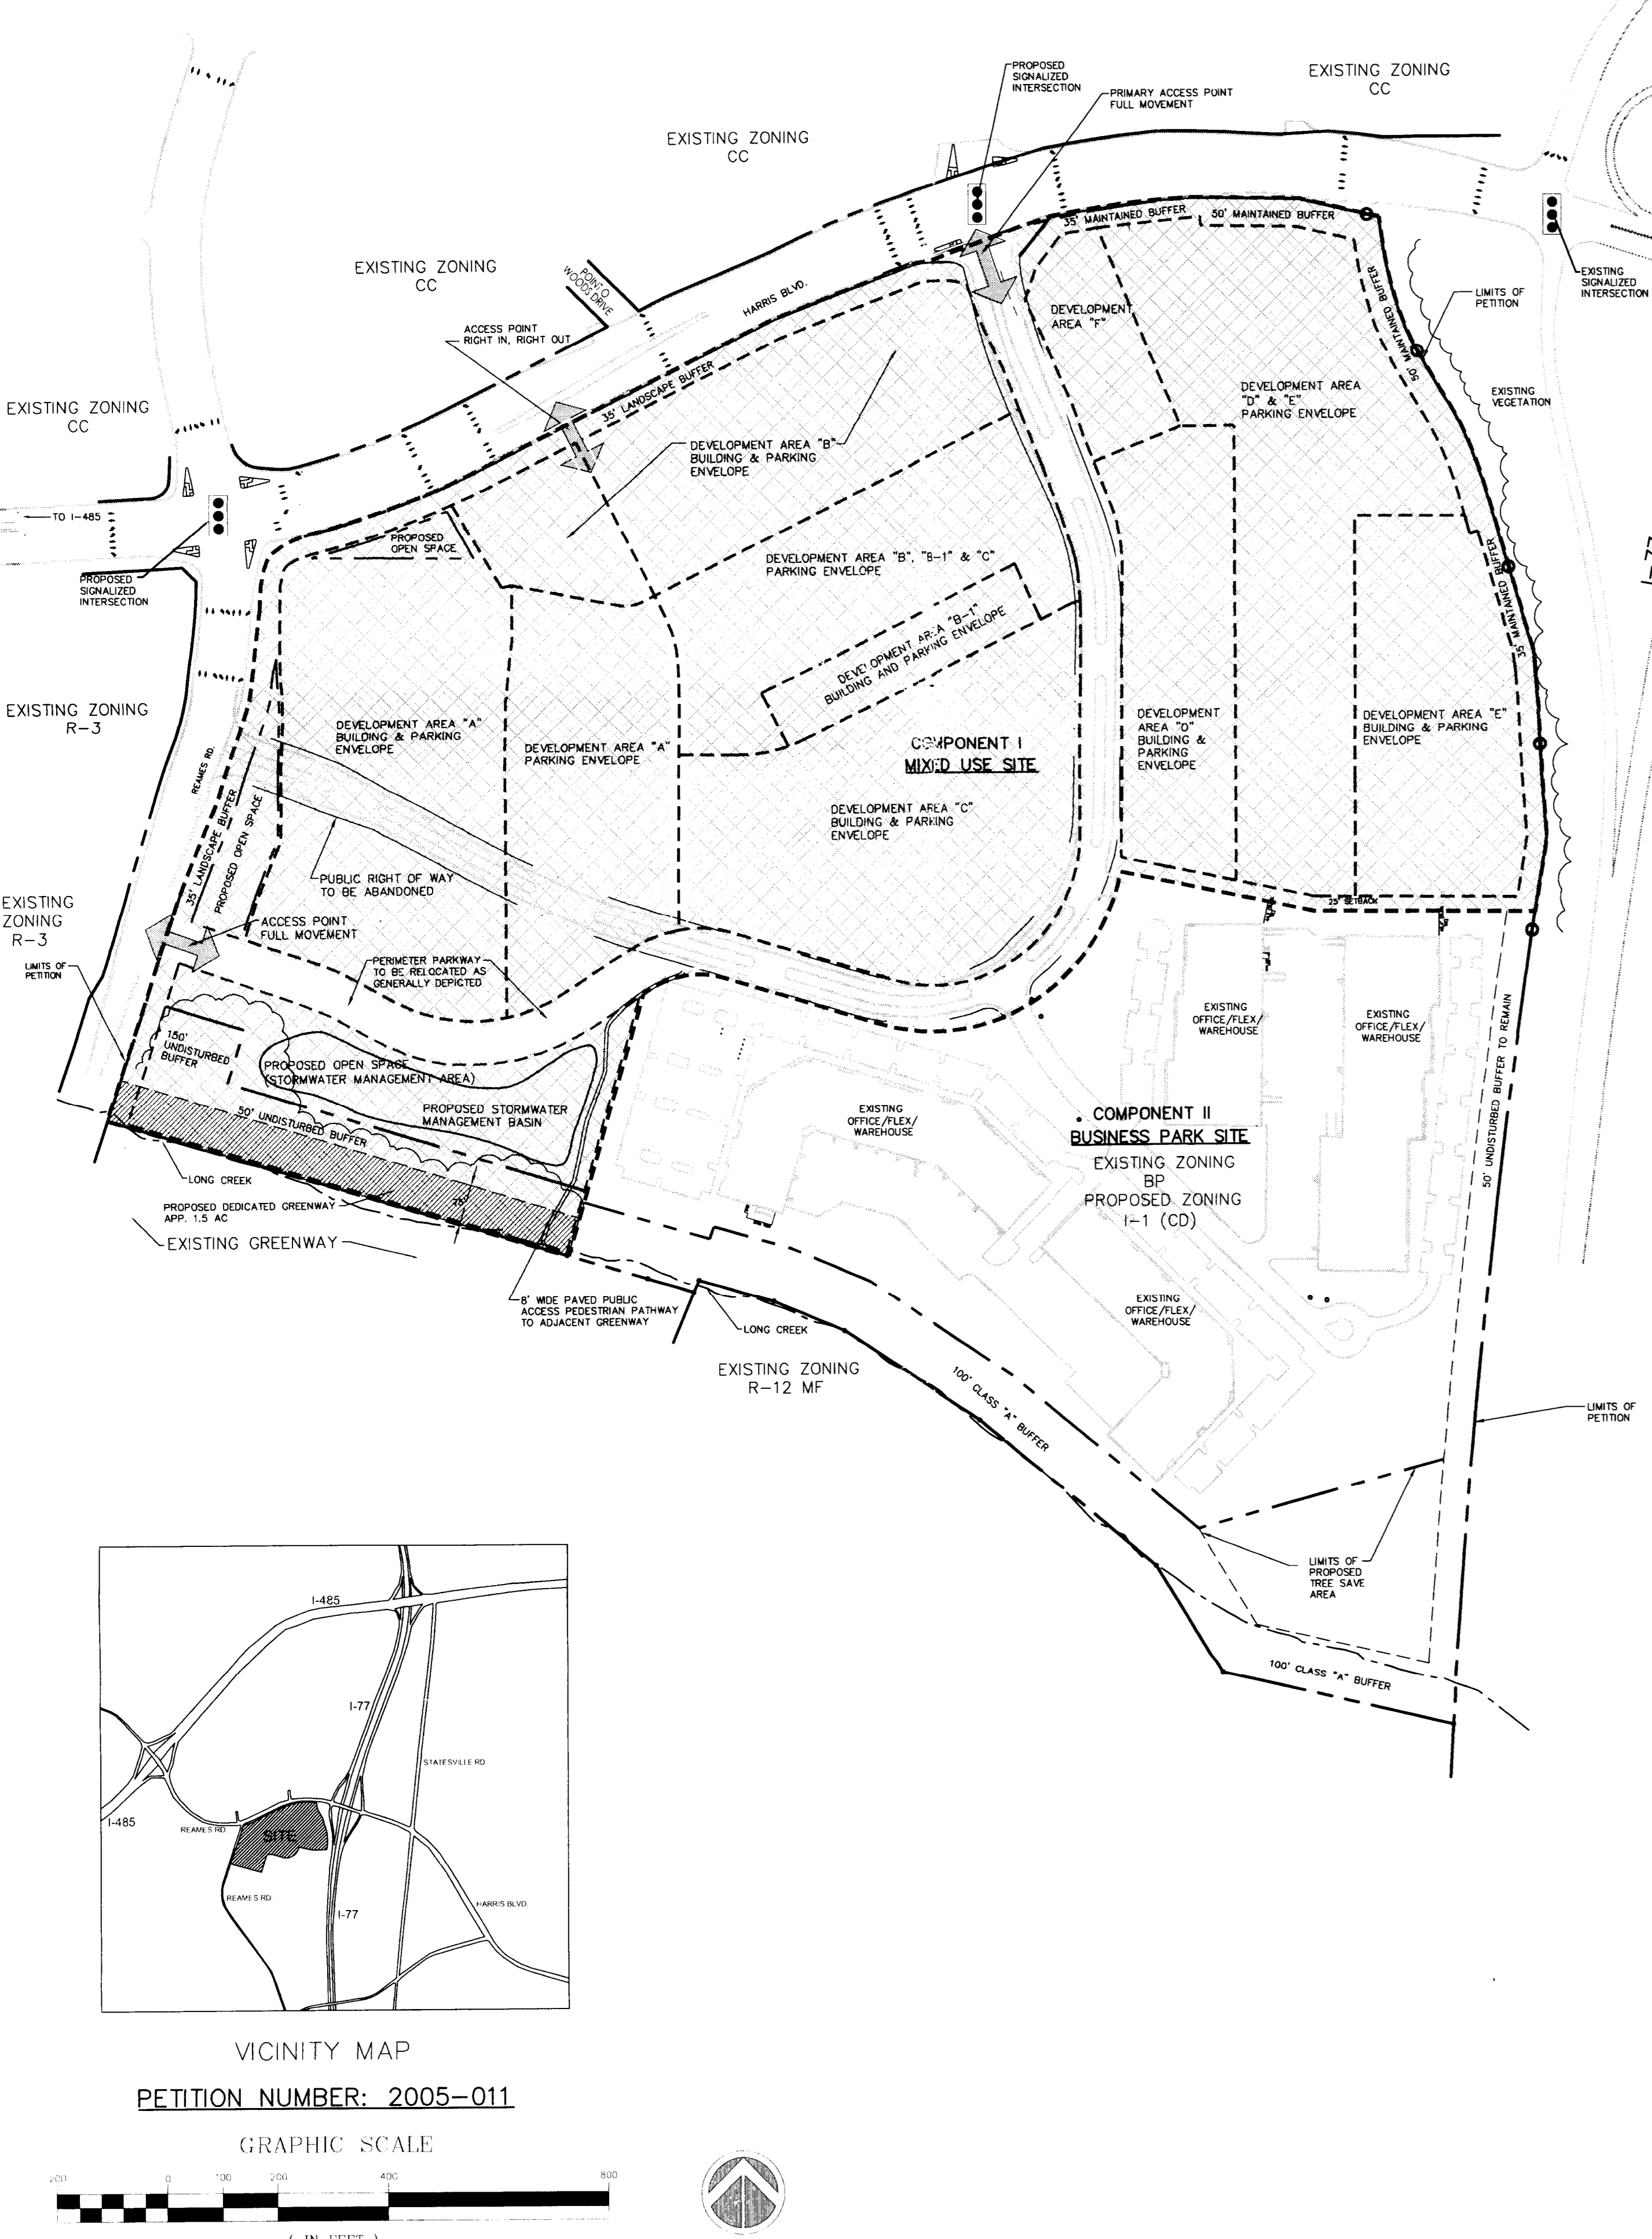 EXISTING ZONING
CC
PROPOSED
SIGNALIZED
INTERSECTION
PRIMARY ACCESS POINT
FULL MOVEMENT
EXISTING ZONING
CC
EXISTING ZONING
CC
POINT O
WOODS DRIVE
HARRIS BLVD.
35' MAINTAINED BUFFER
50' MAINTAINED BUFFER
EXISTING
SIGNALIZED
INTERSECTION
LIMITS OF
PETITION
50' MAINTAINED BUFFER
DEVELOPMENT
AREA "F"
ACCESS POINT
RIGHT IN, RIGHT OUT
35' LANDSCAPE BUFFER
EXISTING ZONING
CC
DEVELOPMENT AREA
"D" & "E"
PARKING ENVELOPE
EXISTING
VEGETATION
DEVELOPMENT AREA "B"
BUILDING & PARKING
ENVELOPE
TO I-485
PROPOSED
OPEN SPACE
PROPOSED
SIGNALIZED
INTERSECTION
DEVELOPMENT AREA "B", "B-1" & "C"
PARKING ENVELOPE
DEVELOPMENT AREA "B-1"
BUILDING AND PARKING ENVELOPE
35' MAINTAINED BUFFER
I-77
EXISTING ZONING
R-3
REAMES RD.
DEVELOPMENT AREA "A"
BUILDING & PARKING
ENVELOPE
DEVELOPMENT AREA "A"
PARKING ENVELOPE
COMPONENT I
MIXED USE SITE
DEVELOPMENT
AREA "D"
BUILDING &
PARKING
ENVELOPE
DEVELOPMENT AREA "E"
BUILDING & PARKING
ENVELOPE
DEVELOPMENT AREA "C"
BUILDING & PARKING
ENVELOPE
35' LANDSCAPE BUFFER
PROPOSED OPEN SPACE
PUBLIC RIGHT OF WAY
TO BE ABANDONED
25' SETBACK
EXISTING
ZONING
R-3
ACCESS POINT
FULL MOVEMENT
LIMITS OF
PETITION
PERIMETER PARKWAY
TO BE RELOCATED AS
GENERALLY DEPICTED
EXISTING
OFFICE/FLEX/
WAREHOUSE
EXISTING
OFFICE/FLEX/
WAREHOUSE
50' UNDISTURBED BUFFER TO REMAIN
150'
UNDISTURBED
BUFFER
PROPOSED OPEN SPACE
(STORMWATER MANAGEMENT AREA)
PROPOSED STORMWATER
MANAGEMENT BASIN
50' UNDISTURBED BUFFER
EXISTING
OFFICE/FLEX/
WAREHOUSE
COMPONENT II
BUSINESS PARK SITE
EXISTING ZONING
BP
PROPOSED ZONING
I-1 (CD)
LONG CREEK
PROPOSED DEDICATED GREENWAY
APP. 1.5 AC
EXISTING GREENWAY
8' WIDE PAVED PUBLIC
ACCESS PEDESTRIAN PATHWAY
TO ADJACENT GREENWAY
LONG CREEK
EXISTING
OFFICE/FLEX/
WAREHOUSE
EXISTING ZONING
R-12 MF
100' CLASS "A" BUFFER
LIMITS OF
PETITION
LIMITS OF
PROPOSED
TREE SAVE
AREA
100' CLASS "A" BUFFER
I-485
I-77
STATESVILLE RD
I-485
REAMES RD.
SITE
REAMES RD.
I-77
HARRIS BLVD.
VICINITY MAP
PETITION NUMBER: 2005-011
GRAPHIC SCALE
200 0 100 200 400 800
( IN FEET )